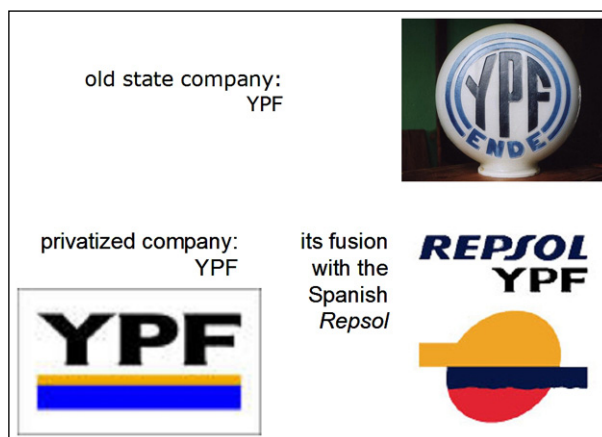 old state company:
YPF
YPF
ENDE
privatized company:
YPF
YPF
its fusion
with the
Spanish
Repsol
REPSOL
YPF